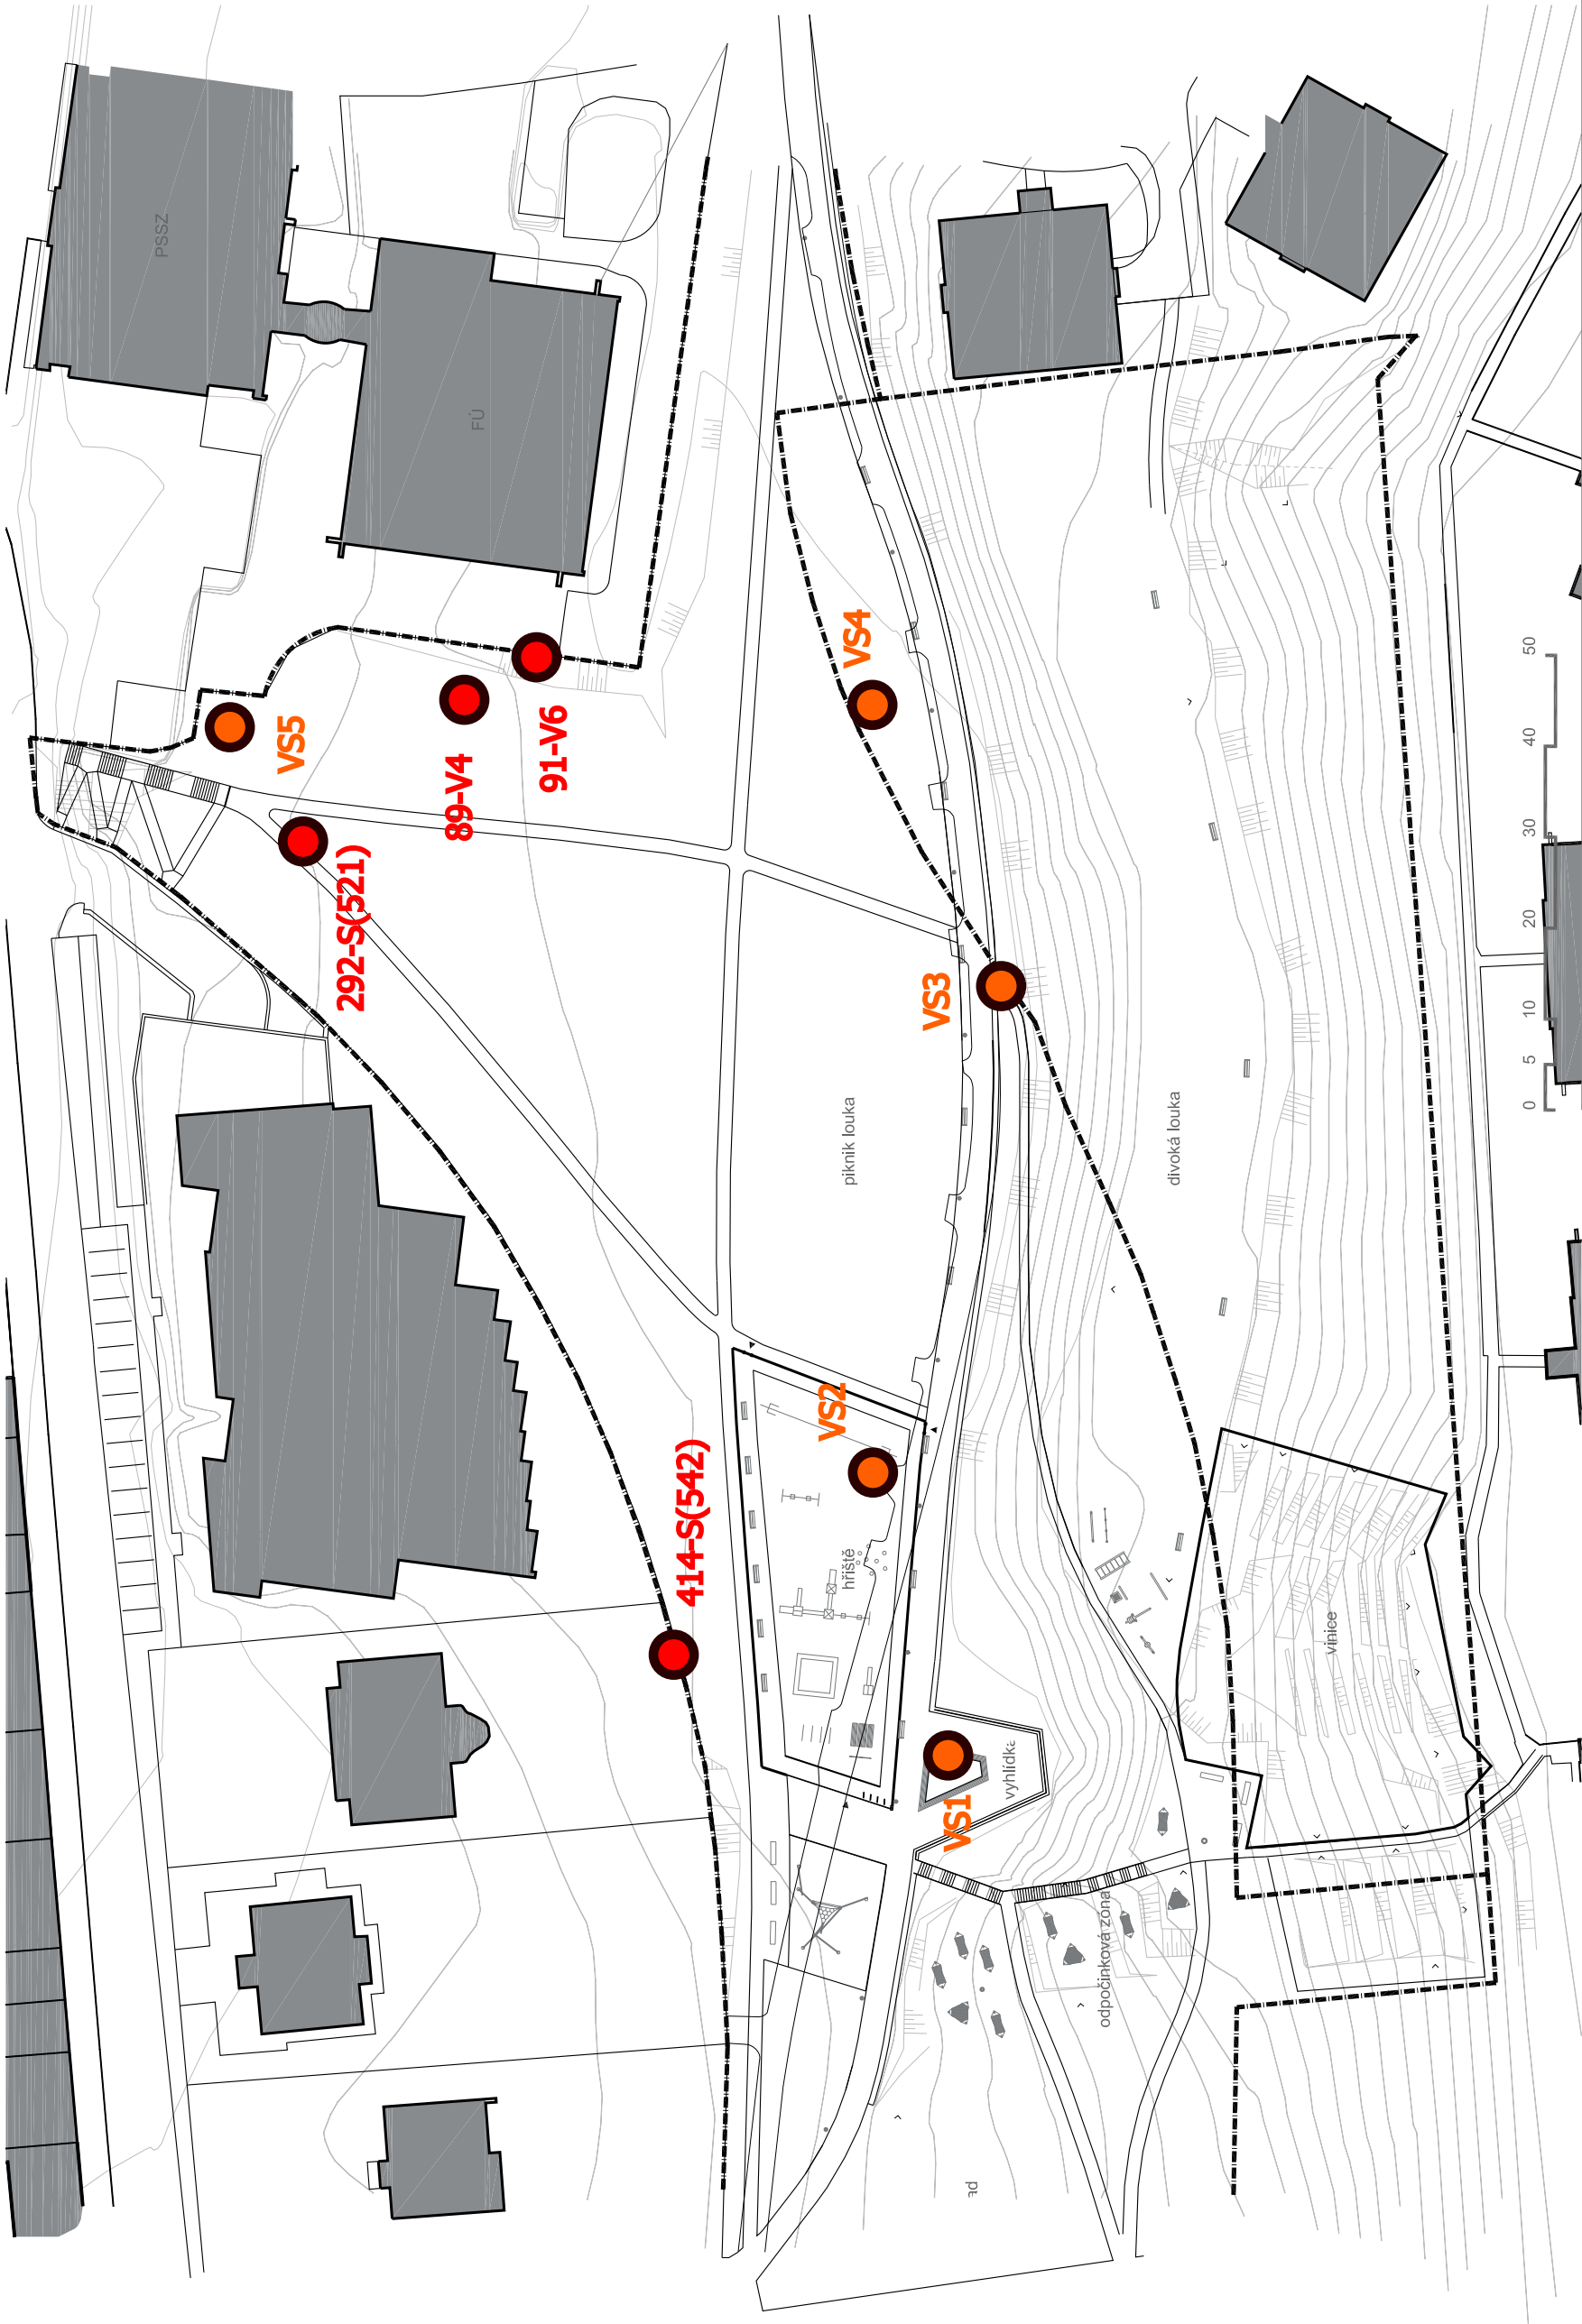 PSSZ
FÚ
VS5
89-V4
91-V6
292-S(521)
VS4
VS3
piknik louka
divoká louka
VS2
414-S(542)
hřiště
VS1
vyhlídka
vinice
odpočinková zóna
ad
0 5 10 20 30 40 50